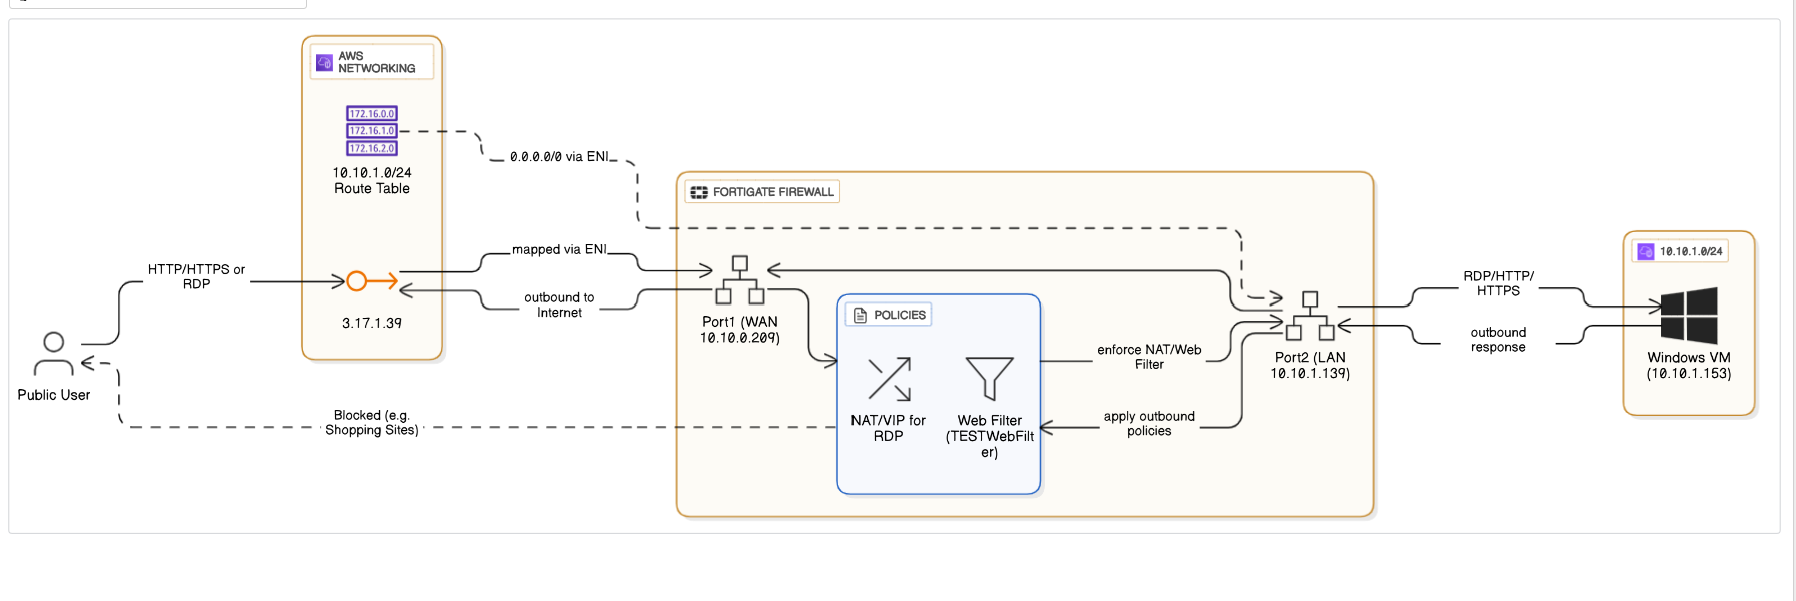 AWS
NETWORKING
172.16.0.0
172.16.1.0
172.16.2.0
10.10.1.0/24
Route Table
0.0.0.0/0 via ENI
FORTIGATE FIREWALL
mapped via ENI
HTTP/HTTPS or
RDP
outbound to
Internet
3.17.1.39
Port1 (WAN
10.10.0.209)
Public User
Blocked (e.g.
Shopping Sites)
POLICIES
NAT/VIP for
RDP
Web Filter
(TESTWebFilt
er)
enforce NAT/Web
Filter
apply outbound
policies
Port2 (LAN
10.10.1.139)
RDP/HTTP/
HTTPS
outbound
response
10.10.1.0/24
Windows VM
(10.10.1.153)